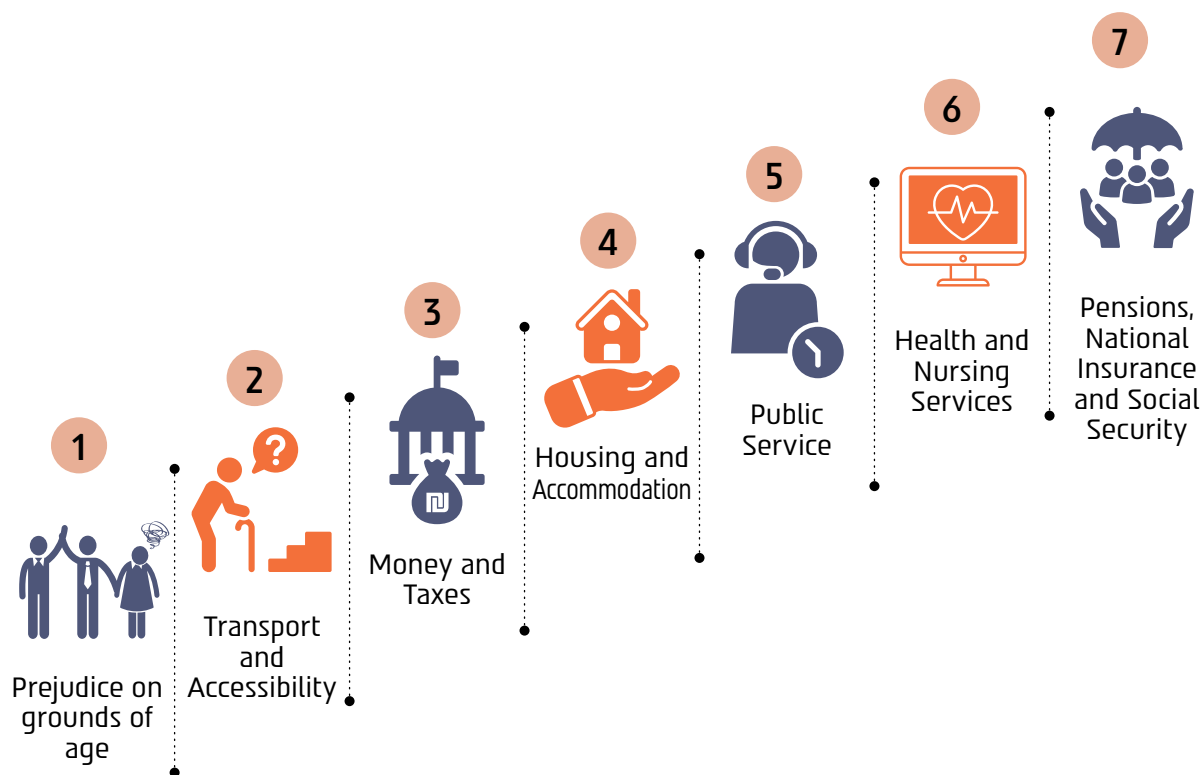 1
Prejudice on
grounds of
age
2
?
Transport
and
Accessibility
3
₪
Money and
Taxes
4
Housing and
Accommodation
5
Public
Service
6
Health and
Nursing
Services
7
Pensions,
National
Insurance
and Social
Security